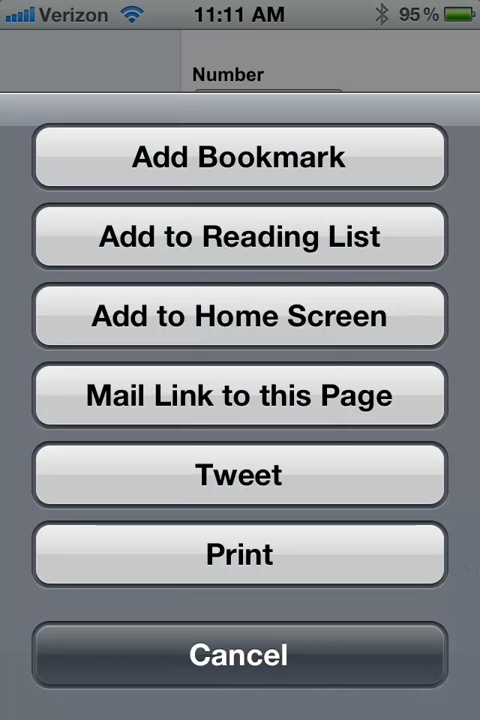 Verizon 11:11 AM 95%
Number
Add Bookmark
Add to Reading List
Add to Home Screen
Mail Link to this Page
Tweet
Print
Cancel